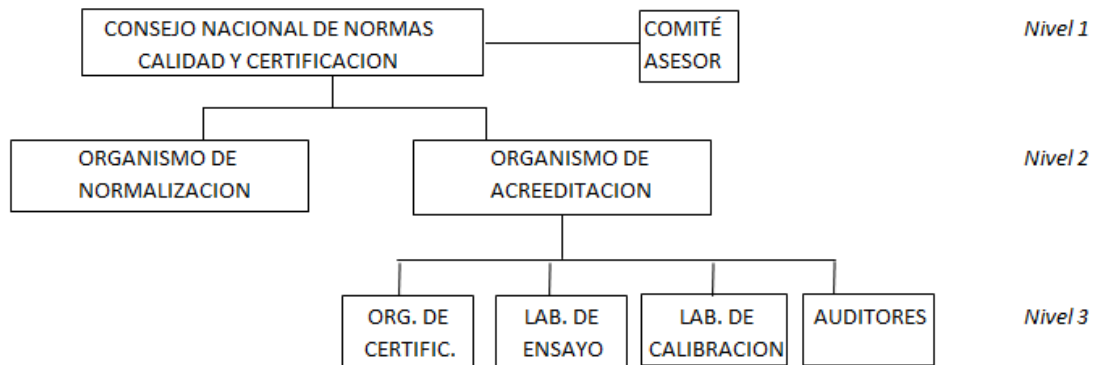 CONSEJO NACIONAL DE NORMAS
CALIDAD Y CERTIFICACION
COMITÉ
ASESOR
Nivel 1
ORGANISMO DE
NORMALIZACION
ORGANISMO DE
ACREEDITACION
Nivel 2
ORG. DE
CERTIFIC.
LAB. DE
ENSAYO
LAB. DE
CALIBRACION
AUDITORES
Nivel 3